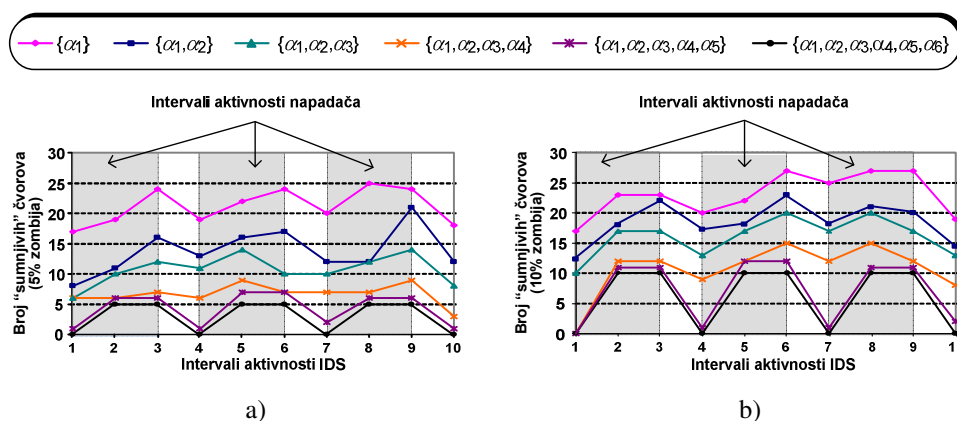 {α1} {α1,α2} {α1,α2,α3} {α1,α2,α3,α4} {α1,α2,α3,α4,α5} {α1,α2,α3,α4,α5,α6}
Intervali aktivnosti napadača
Broj “sumnjivih” čvorova
(5% zombija)
30
25
20
15
10
5
0
1 2 3 4 5 6 7 8 9 10
Intervali aktivnosti IDS
a)
Intervali aktivnosti napadača
Broj “sumnjivih” čvorova
(10% zombija)
30
25
20
15
10
5
0
1 2 3 4 5 6 7 8 9 1
Intervali aktivnosti IDS
b)